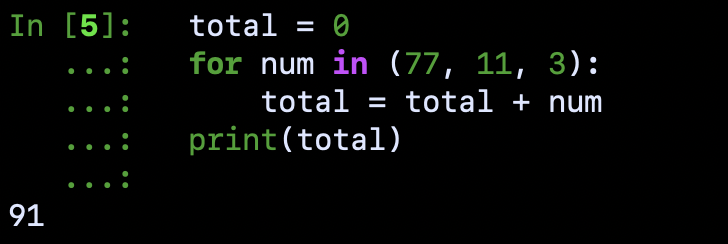 In [5]:   total = 0
   ...:   for num in (77, 11, 3):
   ...:       total = total + num
   ...:   print(total)
   ...:
91